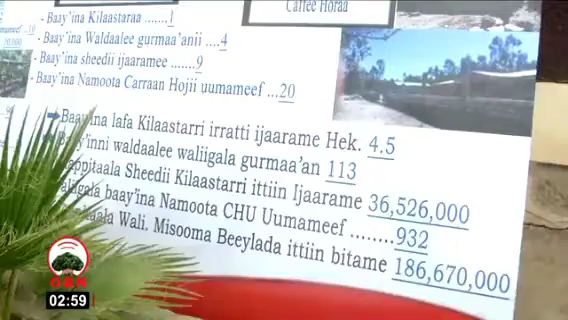 Caffee Horaa
- Baay'ina Kilaastaraa .......1
- Baay'ina Waldaalee gurmaa'anii ....4
- Baay'ina sheedii ijaaramee .......9
- Baay'ina Namoota Carraan Hojii uumameef ...20
Baay'ina lafa Kilaastarri irratti ijaarame Hek. 4.5
Baay'inni waldaalee waliigala gurmaa'an 113
Kappitaala Sheedii Kilaastarri ittiin Ijaarame 36,526,000
baay'ina Namoota CHU Uumameef ........932
Wali. Misooma Beeylada ittiin bitame 186,670,000
OBN
02:59